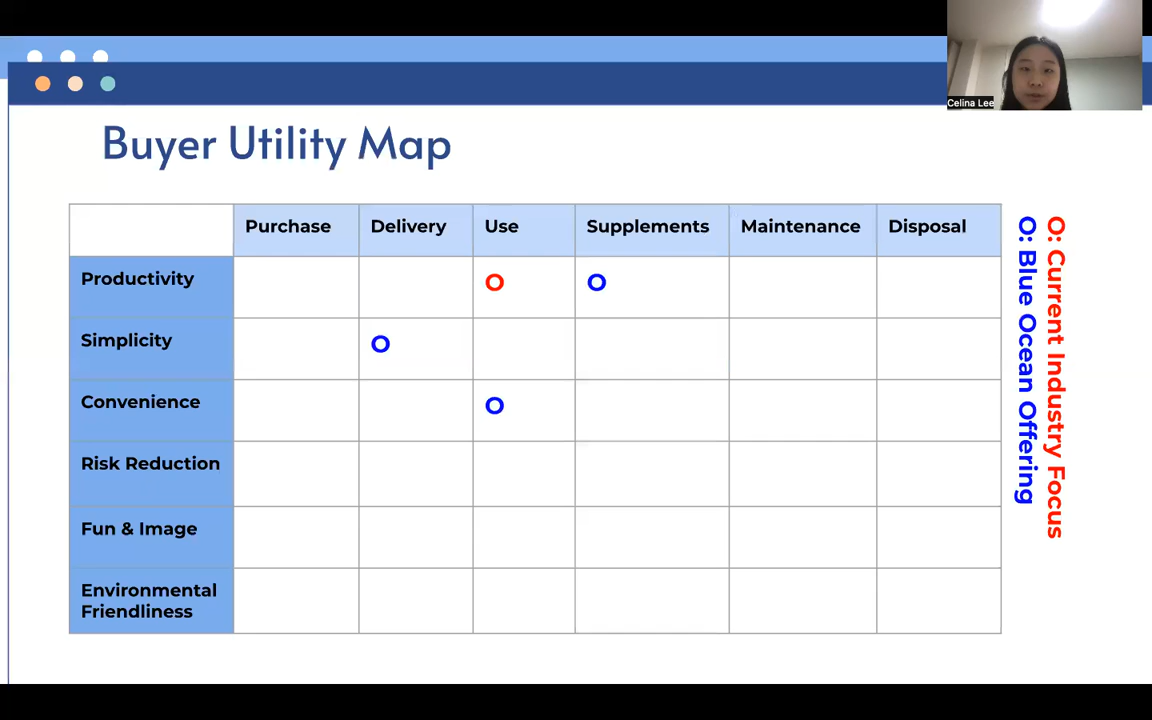 Celina Lee
Buyer Utility Map
Purchase Delivery Use Supplements Maintenance Disposal
Productivity O O
Simplicity O
Convenience O
Risk Reduction
Fun & Image
Environmental
Friendliness
O: Current Industry Focus
O: Blue Ocean Offering